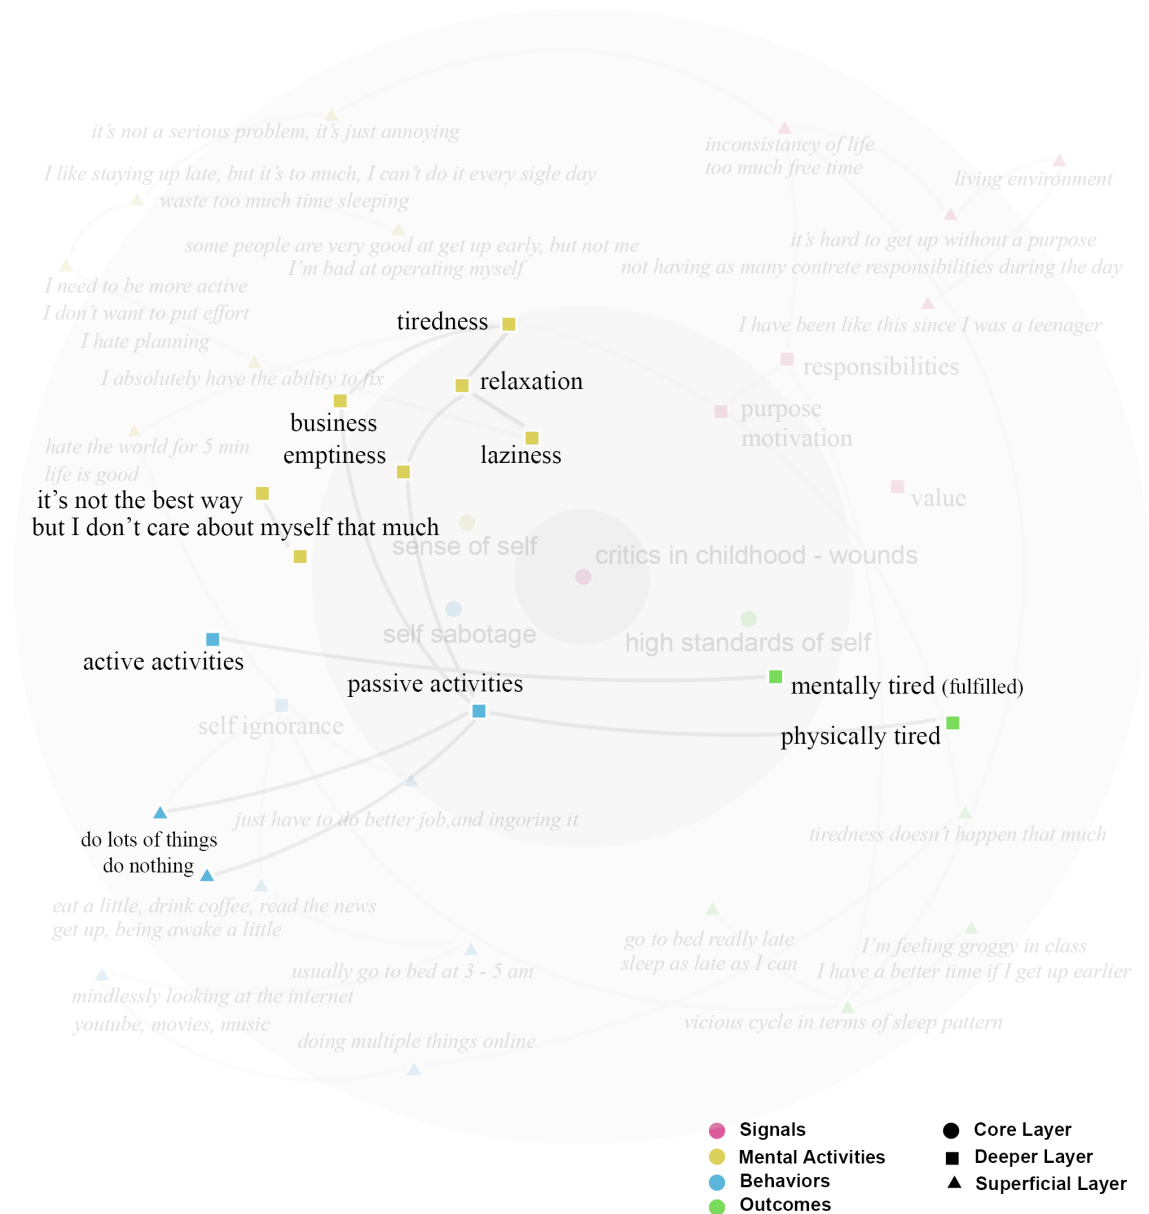 it's not a serious problem, it's just annoying
inconsistancy of life
too much free time
I like staying up late, but it's to much, I can't do it every sigle day
living environment
waste too much time sleeping
some people are very good at get up early, but not me
I'm bad at operating myself
it's hard to get up without a purpose
not having as many contrete responsibilities during the day
I need to be more active
I don't want to put effort
I hate planning
tiredness
I have been like this since I was a teenager
I absolutely have the ability to fix
relaxation
responsibilities
business
purpose
motivation
hate the world for 5 min
life is good
emptiness
laziness
it's not the best way
but I don't care about myself that much
value
sense of self
critics in childhood - wounds
self sabotage
high standards of self
active activities
passive activities
mentally tired (fulfilled)
self ignorance
physically tired
do lots of things
do nothing
just have to do better job,and ingoring it
tiredness doesn't happen that much
eat a little, drink coffee, read the news
get up, being awake a little
go to bed really late
sleep as late as I can
I'm feeling groggy in class
I have a better time if I get up earlier
usually go to bed at 3 - 5 am
mindlessly looking at the internet
youtube, movies, music
vicious cycle in terms of sleep pattern
doing multiple things online
Signals
Mental Activities
Behaviors
Outcomes
Core Layer
Deeper Layer
Superficial Layer